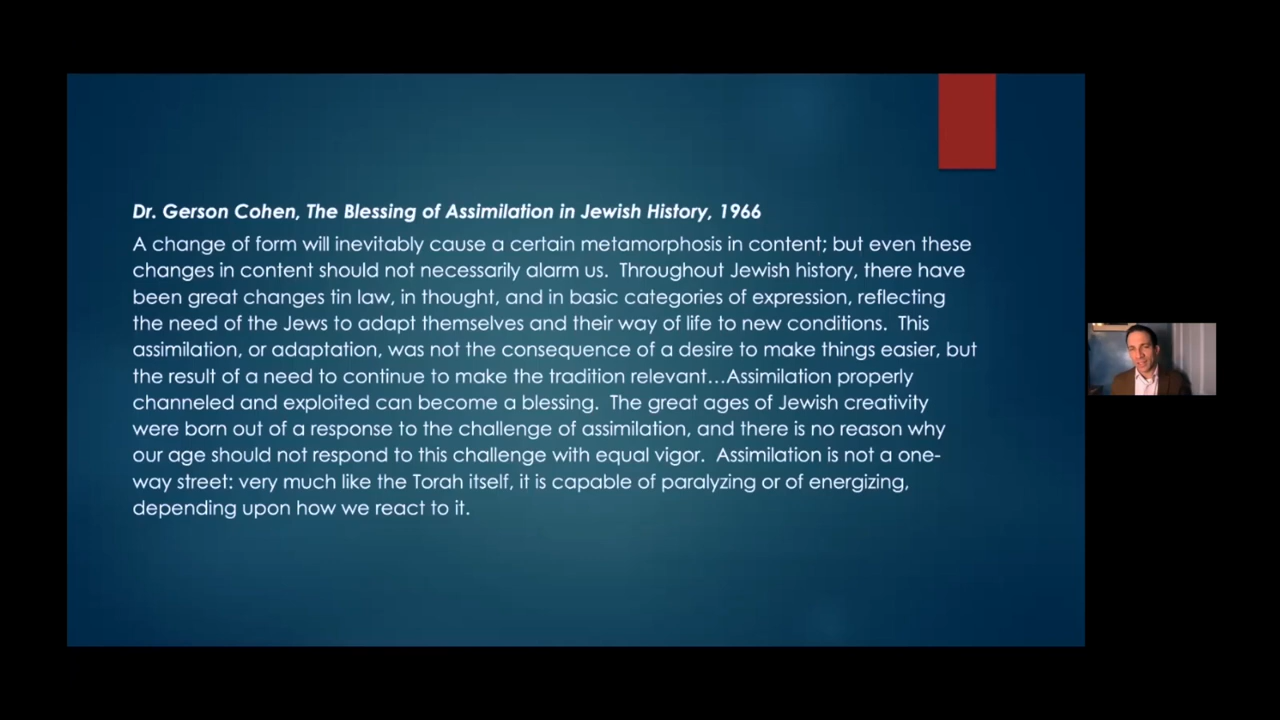 Dr. Gerson Cohen, The Blessing of Assimilation in Jewish History, 1966
A change of form will inevitably cause a certain metamorphosis in content; but even these
changes in content should not necessarily alarm us.  Throughout Jewish history, there have
been great changes tin law, in thought, and in basic categories of expression, reflecting
the need of the Jews to adapt themselves and their way of life to new conditions.  This
assimilation, or adaptation, was not the consequence of a desire to make things easier, but
the result of a need to continue to make the tradition relevant…Assimilation properly
channeled and exploited can become a blessing.  The great ages of Jewish creativity
were born out of a response to the challenge of assimilation, and there is no reason why
our age should not respond to this challenge with equal vigor.  Assimilation is not a one-
way street: very much like the Torah itself, it is capable of paralyzing or of energizing,
depending upon how we react to it.